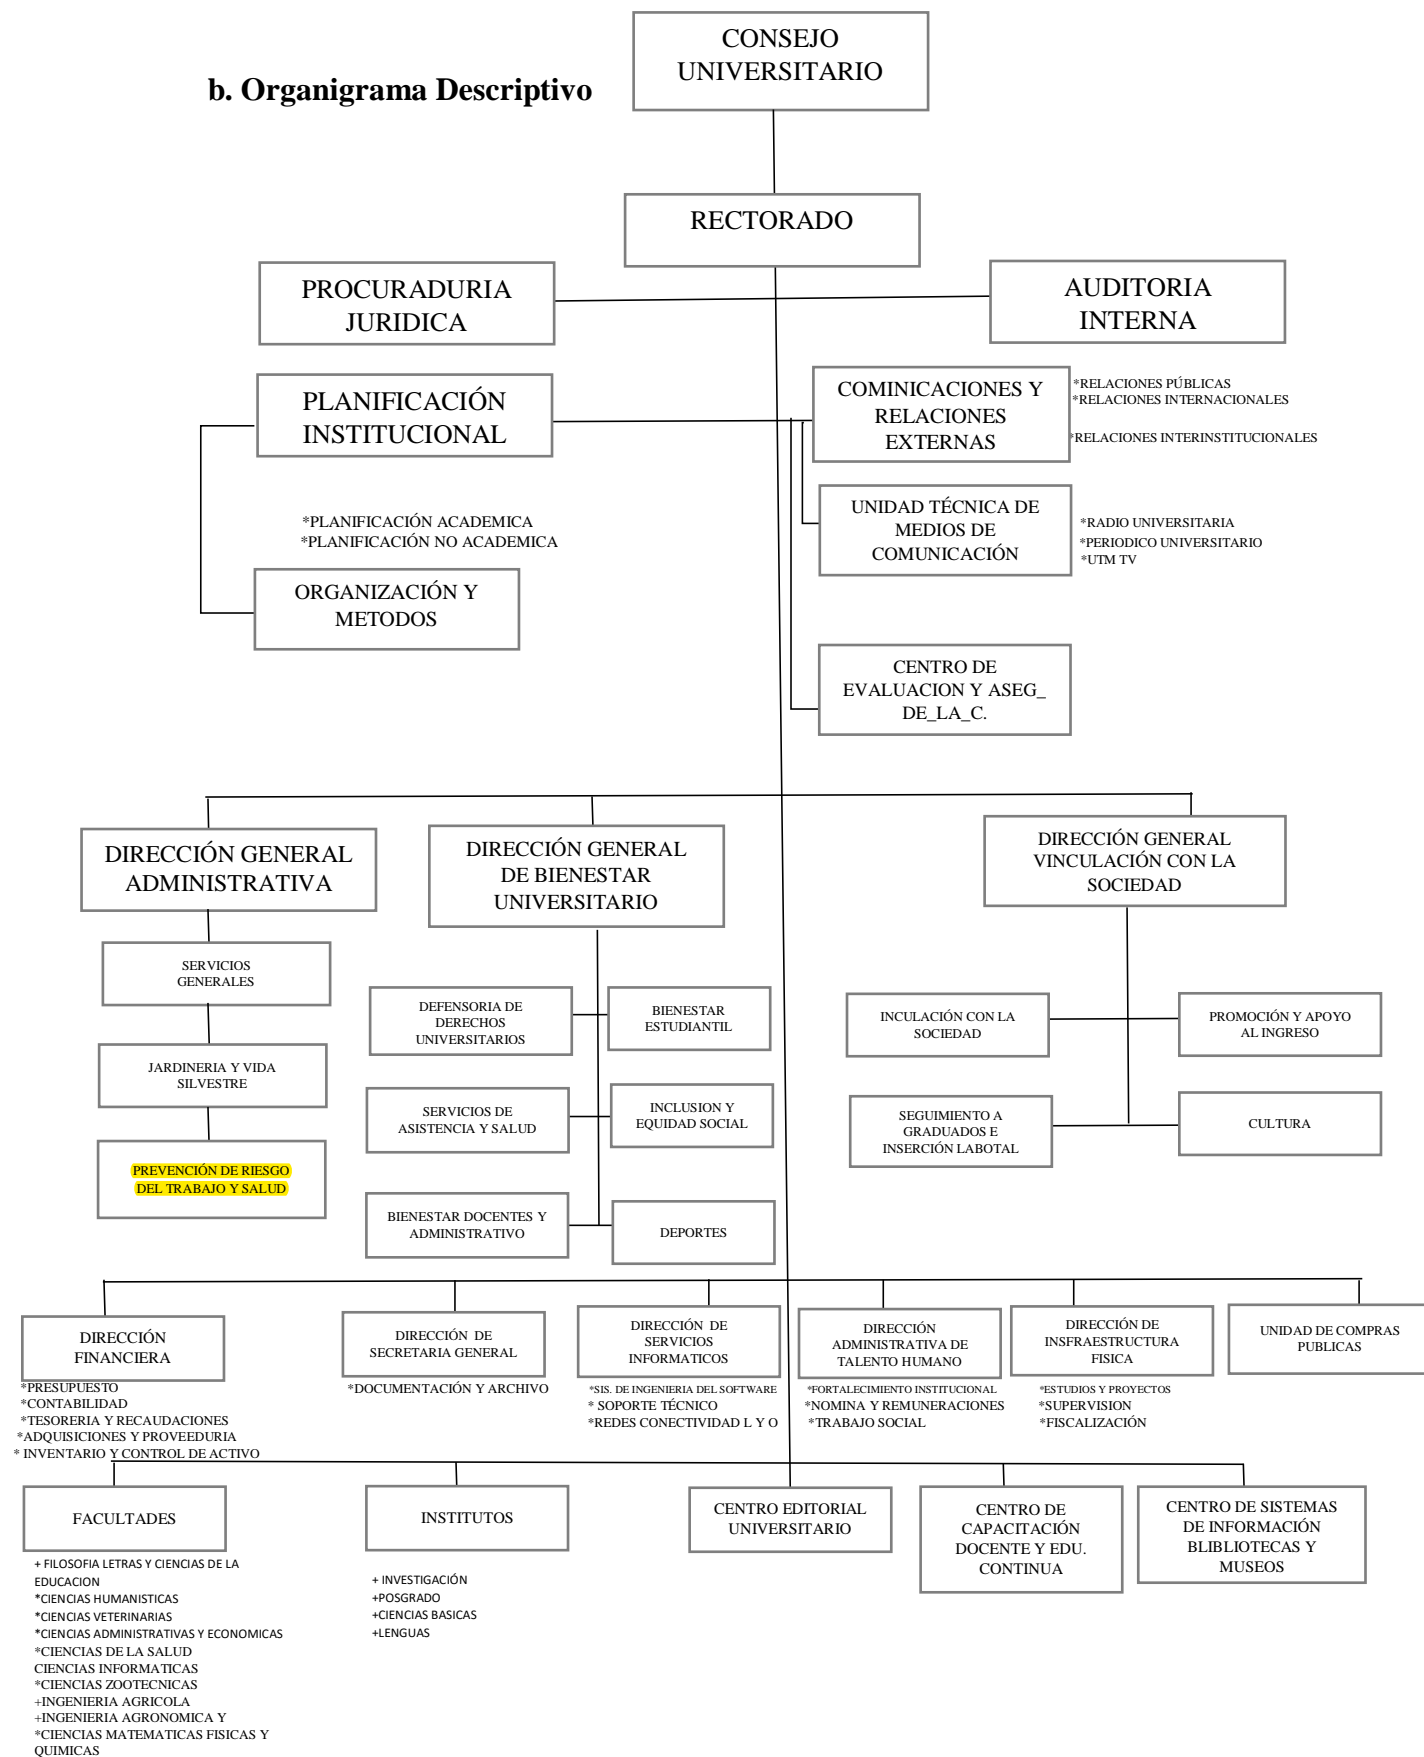 CONSEJO
UNIVERSITARIO
b. Organigrama Descriptivo
RECTORADO
PROCURADURIA
JURIDICA
AUDITORIA
INTERNA
PLANIFICACIÓN
INSTITUCIONAL
COMINICACIONES Y
RELACIONES
EXTERNAS
*RELACIONES PÚBLICAS
*RELACIONES INTERNACIONALES
*RELACIONES INTERINSTITUCIONALES
*PLANIFICACIÓN ACADEMICA
*PLANIFICACIÓN NO ACADEMICA
UNIDAD TÉCNICA DE
MEDIOS DE
COMUNICACIÓN
*RADIO UNIVERSITARIA
*PERIODICO UNIVERSITARIO
*UTM TV
ORGANIZACIÓN Y
METODOS
CENTRO DE
EVALUACION Y ASEG_
DE_LA_C.
DIRECCIÓN GENERAL
ADMINISTRATIVA
DIRECCIÓN GENERAL
DE BIENESTAR
UNIVERSITARIO
DIRECCIÓN GENERAL
VINCULACIÓN CON LA
SOCIEDAD
SERVICIOS
GENERALES
JARDINERIA Y VIDA
SILVESTRE
PREVENCIÓN DE RIESGO
DEL TRABAJO Y SALUD
DEFENSORIA DE
DERECHOS
UNIVERSITARIOS
BIENESTAR
ESTUDIANTIL
SERVICIOS DE
ASISTENCIA Y SALUD
INCLUSION Y
EQUIDAD SOCIAL
BIENESTAR DOCENTES Y
ADMINISTRATIVO
DEPORTES
INCULACIÓN CON LA
SOCIEDAD
PROMOCIÓN Y APOYO
AL INGRESO
SEGUIMIENTO A
GRADUADOS E
INSERCIÓN LABOTAL
CULTURA
DIRECCIÓN
FINANCIERA
*PRESUPUESTO
*CONTABILIDAD
*TESORERIA Y RECAUDACIONES
*ADQUISICIONES Y PROVEEDURIA
* INVENTARIO Y CONTROL DE ACTIVO
DIRECCIÓN DE
SECRETARIA GENERAL
*DOCUMENTACIÓN Y ARCHIVO
DIRECCIÓN DE
SERVICIOS
INFORMATICOS
*SIS. DE INGENIERIA DEL SOFTWARE
* SOPORTE TÉCNICO
*REDES CONECTIVIDAD L Y O
DIRECCIÓN
ADMINISTRATIVA DE
TALENTO HUMANO
*FORTALECIMIENTO INSTITUCIONAL
*NOMINA Y REMUNERACIONES
*TRABAJO SOCIAL
DIRECCIÓN DE
INSFRAESTRUCTURA
FISICA
*ESTUDIOS Y PROYECTOS
*SUPERVISION
*FISCALIZACIÓN
UNIDAD DE COMPRAS
PUBLICAS
FACULTADES
+ FILOSOFIA LETRAS Y CIENCIAS DE LA
EDUCACION
*CIENCIAS HUMANISTICAS
*CIENCIAS VETERINARIAS
*CIENCIAS ADMINISTRATIVAS Y ECONOMICAS
*CIENCIAS DE LA SALUD
CIENCIAS INFORMATICAS
*CIENCIAS ZOOTECNICAS
+INGENIERIA AGRICOLA
+INGENIERIA AGRONOMICA Y
*CIENCIAS MATEMATICAS FISICAS Y
QUIMICAS
INSTITUTOS
+ INVESTIGACIÓN
+POSGRADO
+CIENCIAS BASICAS
+LENGUAS
CENTRO EDITORIAL
UNIVERSITARIO
CENTRO DE
CAPACITACIÓN
DOCENTE Y EDU.
CONTINUA
CENTRO DE SISTEMAS
DE INFORMACIÓN
BLIBLIOTECAS Y
MUSEOS